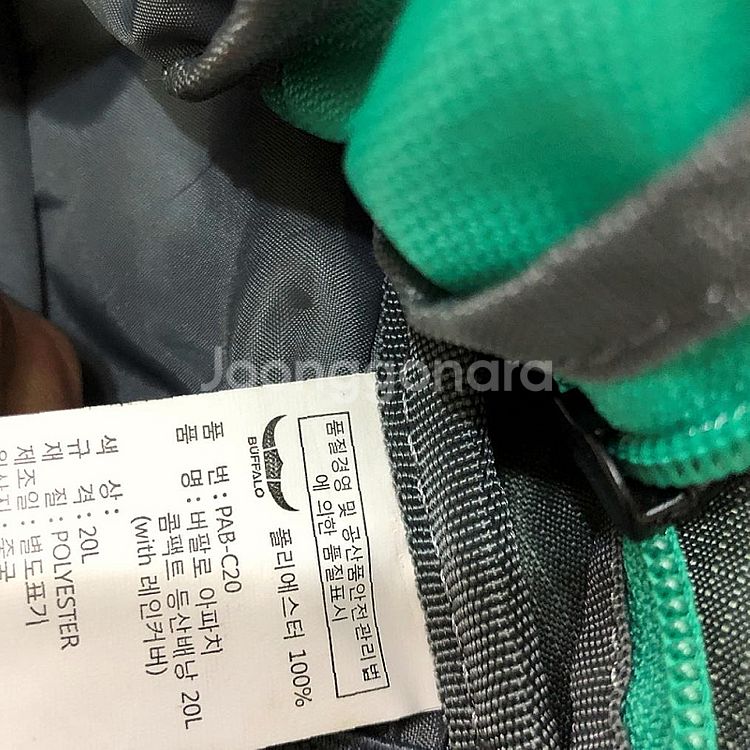 Joonggonara
품질경영 및 공산품안전관리법
에 의한 품질표시
BUFFALO
폴리에스터 100%
품 번: PAB-C20
품 명: 버팔로 아파치
콤팩트 등산배낭 20L
(with 레인커버)
색 상:
규 격: 20L
재 질: POLYESTER
제조일: 별도표기